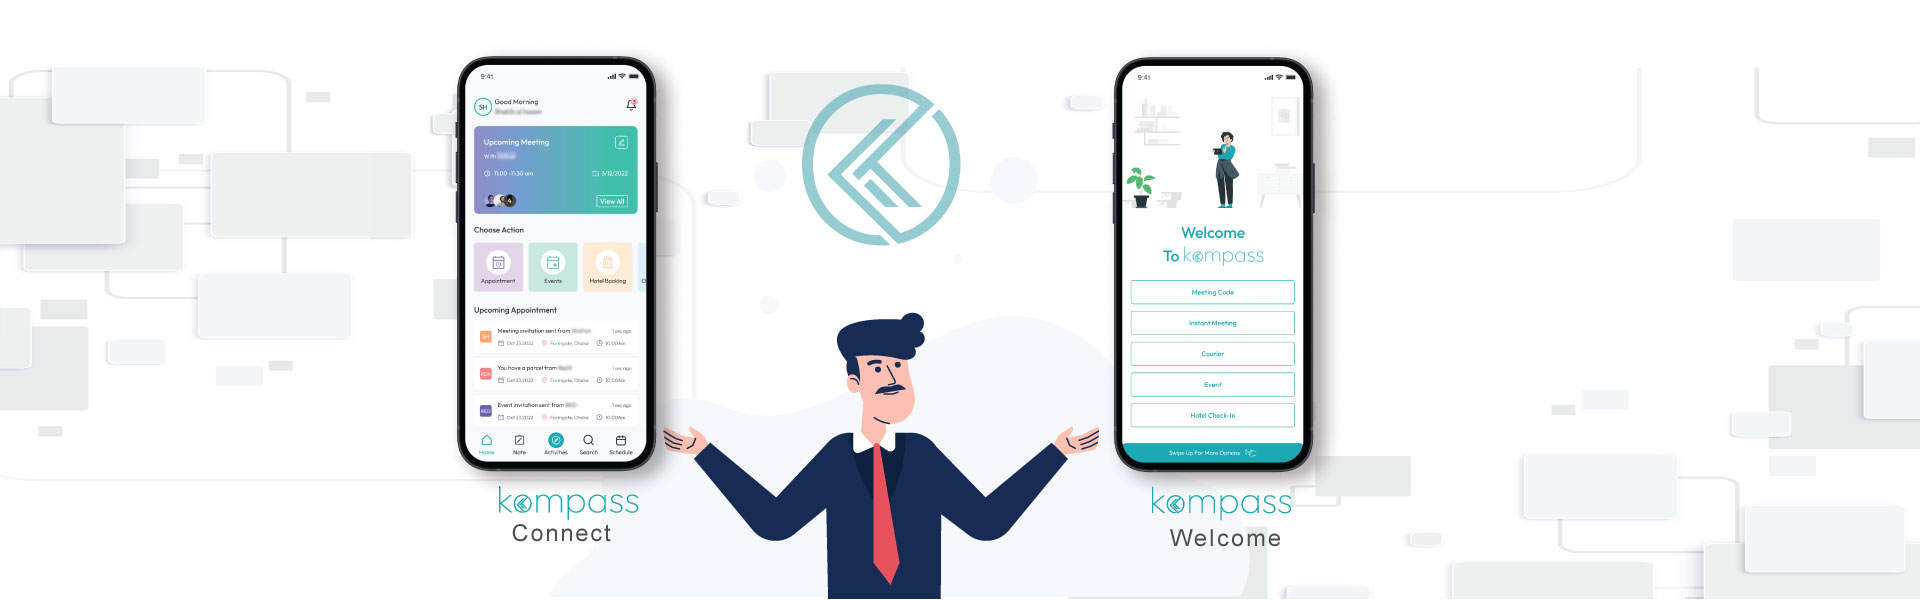 9:41
SH
Good Morning
Upcoming Meeting
With
11:00 -11:30 am
3/12/2022
4
View All
Choose Action
Appointment
Events
Hotel Booking
O
Upcoming Appointment
SH
Meeting invitation sent from
1 sec ago
Oct 23,2022
Farmgate, Dhaka
10.00Am
You have a parcel from
1 sec ago
Oct 23,2022
Farmgate, Dhaka
10.00Am
RED
Event invitation sent from
1 sec ago
Oct 23,2022
Farmgate, Dhaka
10.00Am
Home
Note
Activities
Search
Schedule
kompass
Connect
9:41
Welcome
To kompass
Meeting Code
Instant Meeting
Courier
Event
Hotel Check-In
Swipe Up For More Options
kompass
Welcome